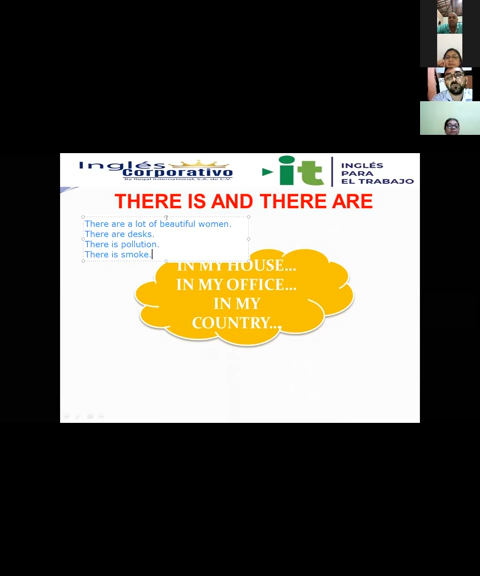 Inglés
Corporativo
it
INGLÉS
PARA
EL TRABAJO
THERE IS AND THERE ARE
There are a lot of beautiful women.
There are desks.
There is pollution.
There is smoke.
IN MY HOUSE...
IN MY OFFICE...
IN MY
COUNTRY...